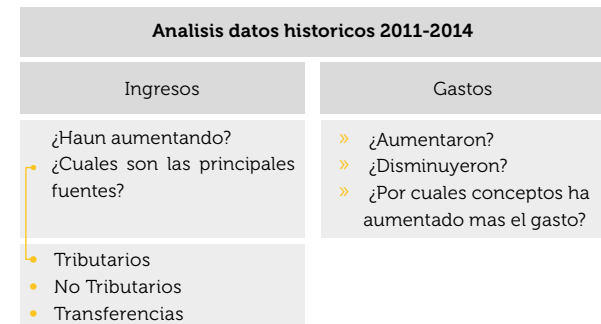 Analisis datos historicos 2011-2014
Ingresos
¿Haun aumentando?
¿Cuales son las principales
fuentes?
• Tributarios
• No Tributarios
• Transferencias
Gastos
» ¿Aumentaron?
» ¿Disminuyeron?
» ¿Por cuales conceptos ha
aumentado mas el gasto?